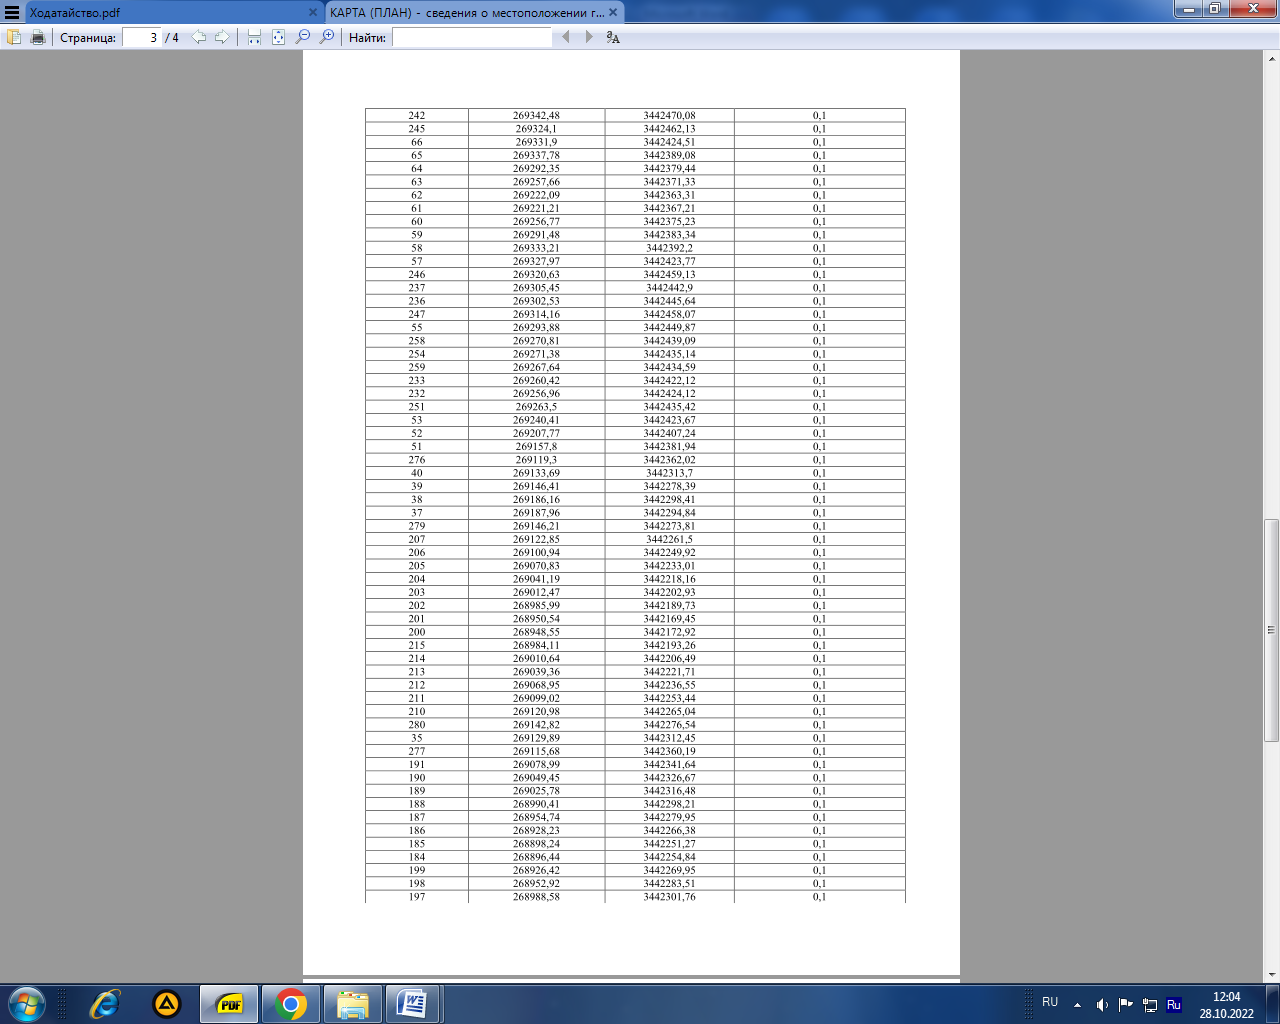 Ходатайство.pdf
КАРТА (ПЛАН) - сведения о местоположении г...
Страница: 3 / 4 Найти:
242 269342,48 3442470,08 0,1
245 269324,1 3442462,13 0,1
66 269331,9 3442424,51 0,1
65 269337,78 3442389,08 0,1
64 269292,35 3442379,44 0,1
63 269257,66 3442371,33 0,1
62 269222,09 3442363,31 0,1
61 269221,21 3442367,21 0,1
60 269256,77 3442375,23 0,1
59 269291,48 3442383,34 0,1
58 269333,21 3442392,2 0,1
57 269327,97 3442423,77 0,1
246 269320,63 3442459,13 0,1
237 269305,45 3442442,9 0,1
236 269302,53 3442445,64 0,1
247 269314,16 3442458,07 0,1
55 269293,88 3442449,87 0,1
258 269270,81 3442439,09 0,1
254 269271,38 3442435,14 0,1
259 269267,64 3442434,59 0,1
233 269260,42 3442422,12 0,1
232 269256,96 3442424,12 0,1
251 269263,5 3442435,42 0,1
53 269240,41 3442423,67 0,1
52 269207,77 3442407,24 0,1
51 269157,8 3442381,94 0,1
276 269119,3 3442362,02 0,1
40 269133,69 3442313,7 0,1
39 269146,41 3442278,39 0,1
38 269186,16 3442298,41 0,1
37 269187,96 3442294,84 0,1
279 269146,21 3442273,81 0,1
207 269122,85 3442261,5 0,1
206 269100,94 3442249,92 0,1
205 269070,83 3442233,01 0,1
204 269041,19 3442218,16 0,1
203 269012,47 3442202,93 0,1
202 268985,99 3442189,73 0,1
201 268950,54 3442169,45 0,1
200 268948,55 3442172,92 0,1
215 268984,11 3442193,26 0,1
214 269010,64 3442206,49 0,1
213 269039,36 3442221,71 0,1
212 269068,95 3442236,55 0,1
211 269099,02 3442253,44 0,1
210 269120,98 3442265,04 0,1
280 269142,82 3442276,54 0,1
35 269129,89 3442312,45 0,1
277 269115,68 3442360,19 0,1
191 269078,99 3442341,64 0,1
190 269049,45 3442326,67 0,1
189 269025,78 3442316,48 0,1
188 268990,41 3442298,21 0,1
187 268954,74 3442279,95 0,1
186 268928,23 3442266,38 0,1
185 268898,24 3442251,27 0,1
184 268896,44 3442254,84 0,1
199 268926,42 3442269,95 0,1
198 268952,92 3442283,51 0,1
197 268988,58 3442301,76 0,1
PDF
RU
Ru
12:04
28.10.2022